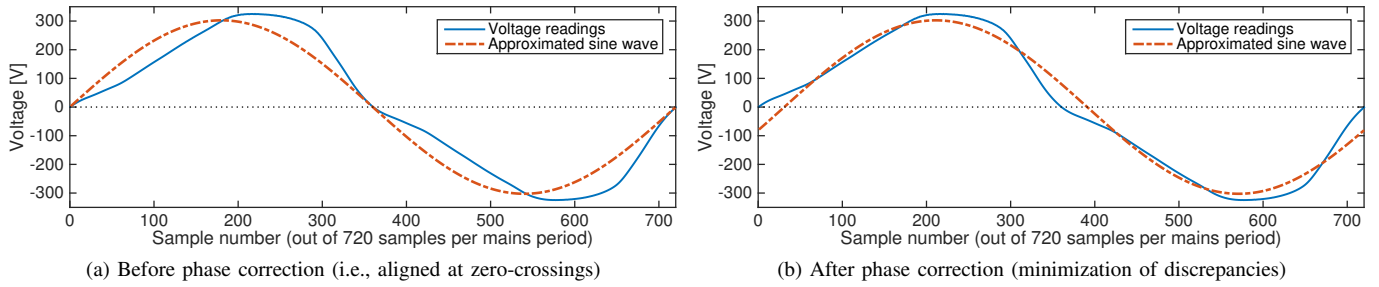 300
200
100
0
-100
-200
-300
Voltage [V]
Voltage readings
Approximated sine wave
0 100 200 300 400 500 600 700
Sample number (out of 720 samples per mains period)
(a) Before phase correction (i.e., aligned at zero-crossings)
300
200
100
0
-100
-200
-300
Voltage [V]
Voltage readings
Approximated sine wave
0 100 200 300 400 500 600 700
Sample number (out of 720 samples per mains period)
(b) After phase correction (minimization of discrepancies)